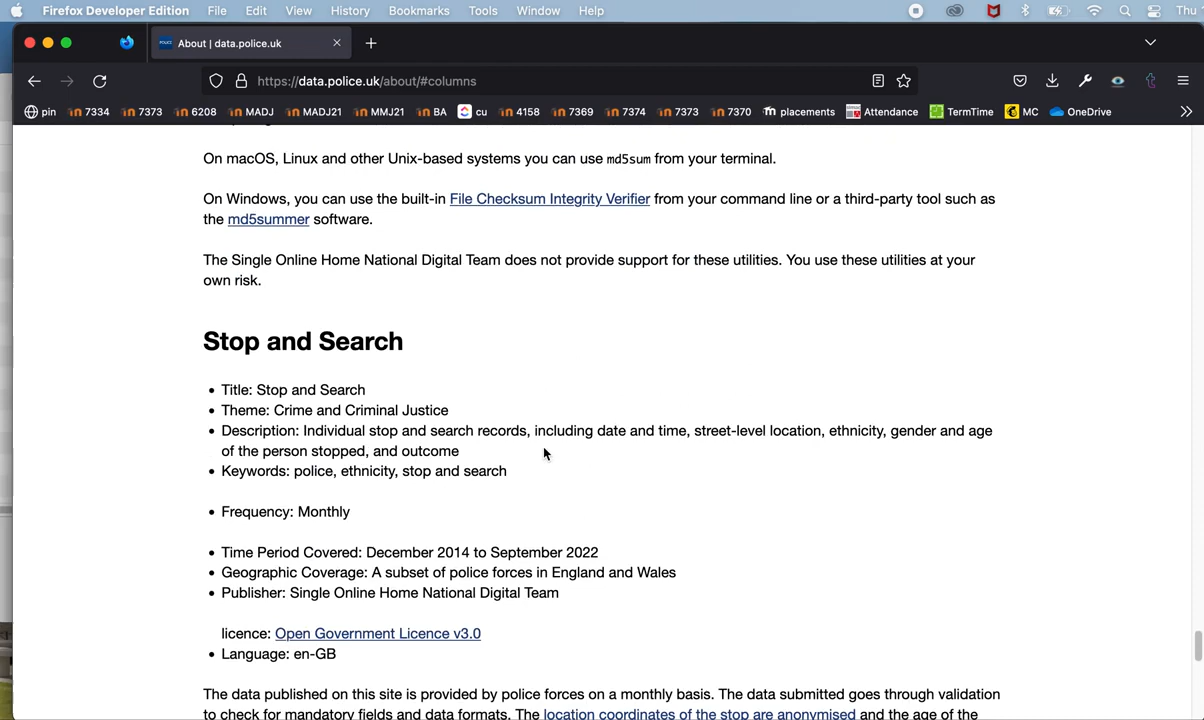 Firefox Developer Edition File Edit View History Bookmarks Tools Window Help Thu
About | data.police.uk
https://data.police.uk/about/#columns
pin 7334 7373 6208 MADJ MADJ21 MMJ21 BA cu 4158 7369 7374 7373 7370 placements Attendance TermTime MC OneDrive
On macOS, Linux and other Unix-based systems you can use md5sum from your terminal.
On Windows, you can use the built-in File Checksum Integrity Verifier from your command line or a third-party tool such as
the md5summer software.
The Single Online Home National Digital Team does not provide support for these utilities. You use these utilities at your
own risk.
Stop and Search
• Title: Stop and Search
• Theme: Crime and Criminal Justice
• Description: Individual stop and search records, including date and time, street-level location, ethnicity, gender and age
of the person stopped, and outcome
• Keywords: police, ethnicity, stop and search
• Frequency: Monthly
• Time Period Covered: December 2014 to September 2022
• Geographic Coverage: A subset of police forces in England and Wales
• Publisher: Single Online Home National Digital Team
licence: Open Government Licence v3.0
• Language: en-GB
The data published on this site is provided by police forces on a monthly basis. The data submitted goes through validation
to check for mandatory fields and data formats. The location coordinates of the stop are anonymised and the age of the